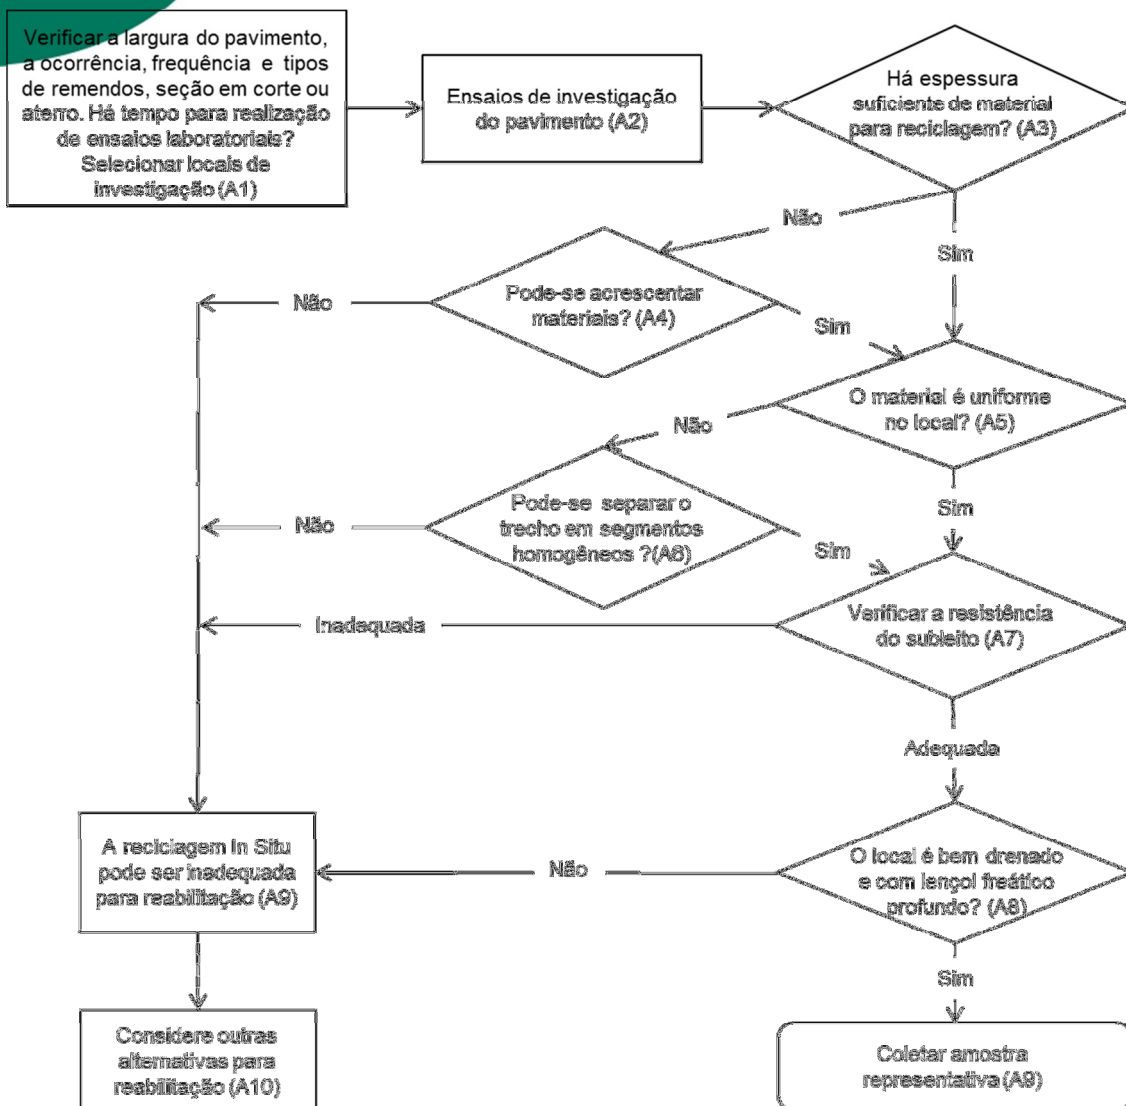 Verificar a largura do pavimento,
a ocorrência, frequência e tipos
de remendos, seção em corte ou
aterro. Há tempo para realização
de ensaios laboratoriais?
Selecionar locais de
investigação (A1)
Ensaios de investigação
do pavimento (A2)
Há espessura
suficiente de material
para reciclagem? (A3)
Não
Sim
Pode-se acrescentar
materiais? (A4)
Não
Sim
O material é uniforme
no local? (A5)
Não
Sim
Pode-se separar o
trecho em segmentos
homogêneos ?(A6)
Não
Sim
Verificar a resistência
do subleito (A7)
Inadequada
Adequada
O local é bem drenado
e com lençol freático
profundo? (A8)
Não
Sim
A reciclagem In Situ
pode ser inadequada
para reabilitação (A9)
Considere outras
alternativas para
reabilitação (A10)
Coletar amostra
representativa (A9)